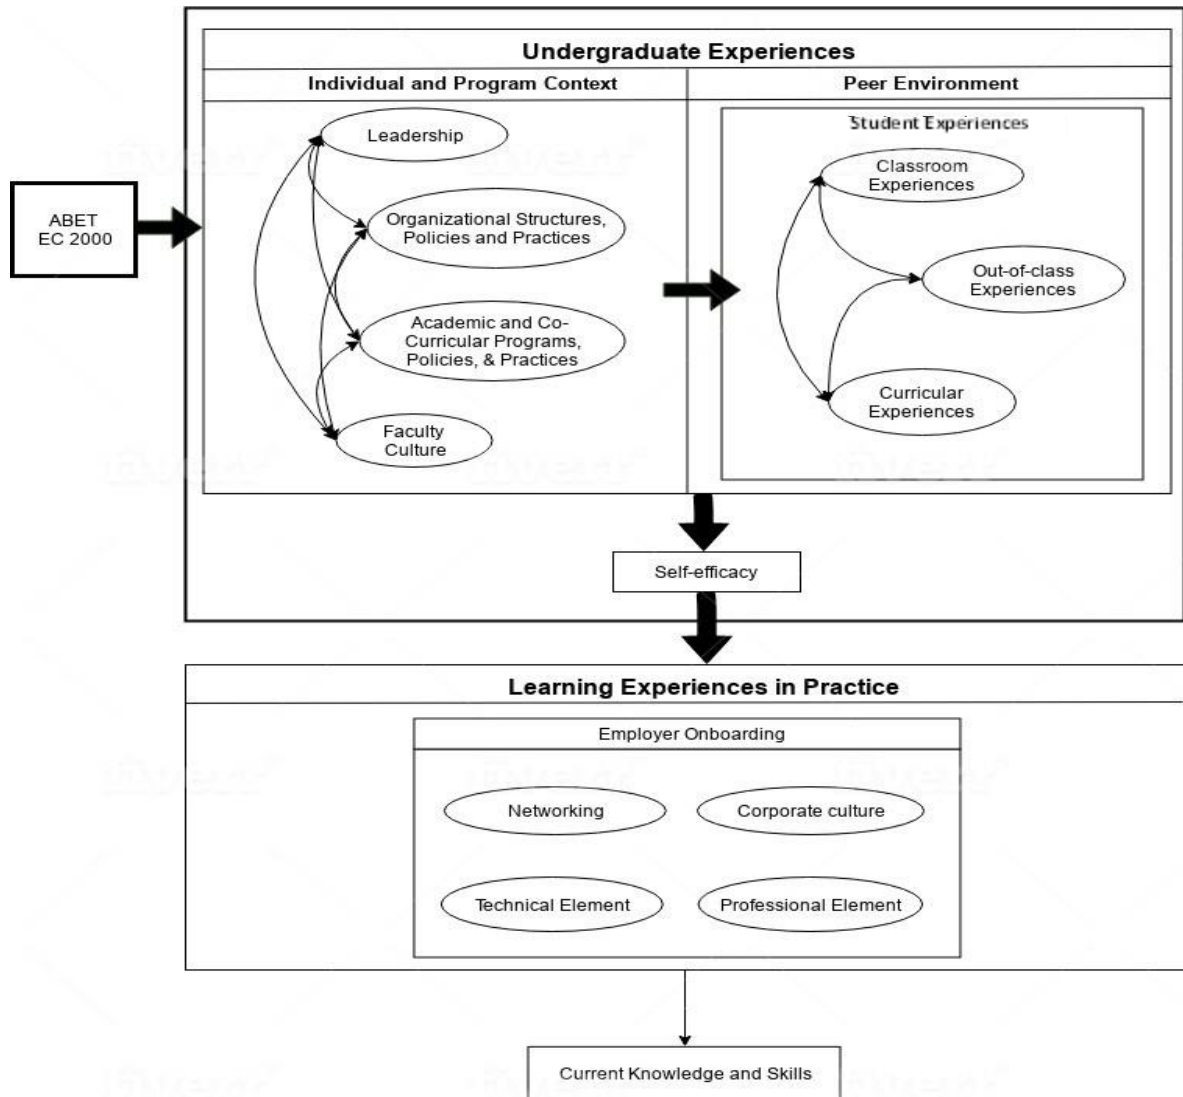 Undergraduate Experiences
Individual and Program Context
Peer Environment
Leadership
Organizational Structures,
Policies and Practices
Academic and Co-
Curricular Programs,
Policies, & Practices
Faculty
Culture
Student Experiences
Classroom
Experiences
Out-of-class
Experiences
Curricular
Experiences
ABET
EC 2000
Self-efficacy
Learning Experiences in Practice
Employer Onboarding
Networking
Corporate culture
Technical Element
Professional Element
Current Knowledge and Skills